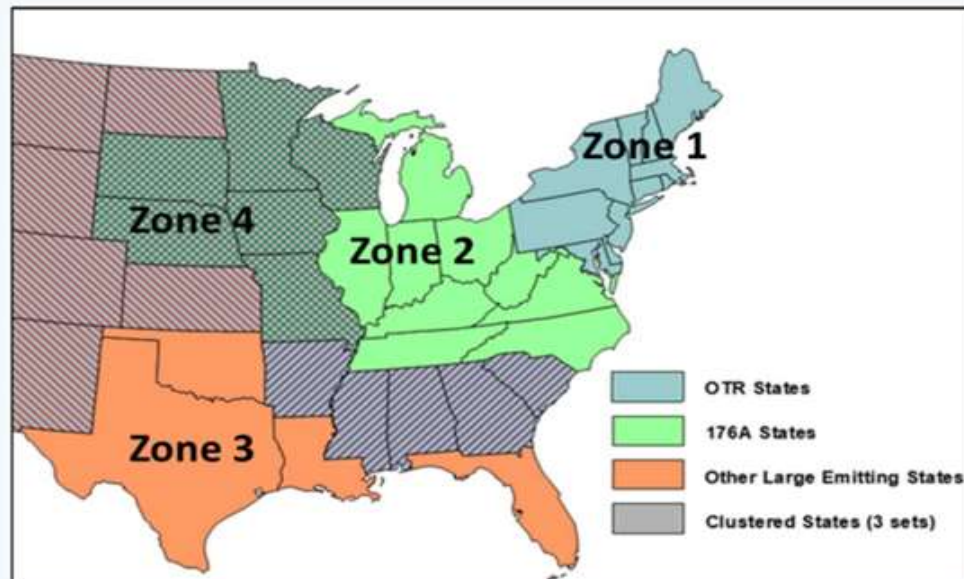 Zone 1
Zone 4
Zone 2
Zone 3
OTR States
176A States
Other Large Emitting States
Clustered States (3 sets)